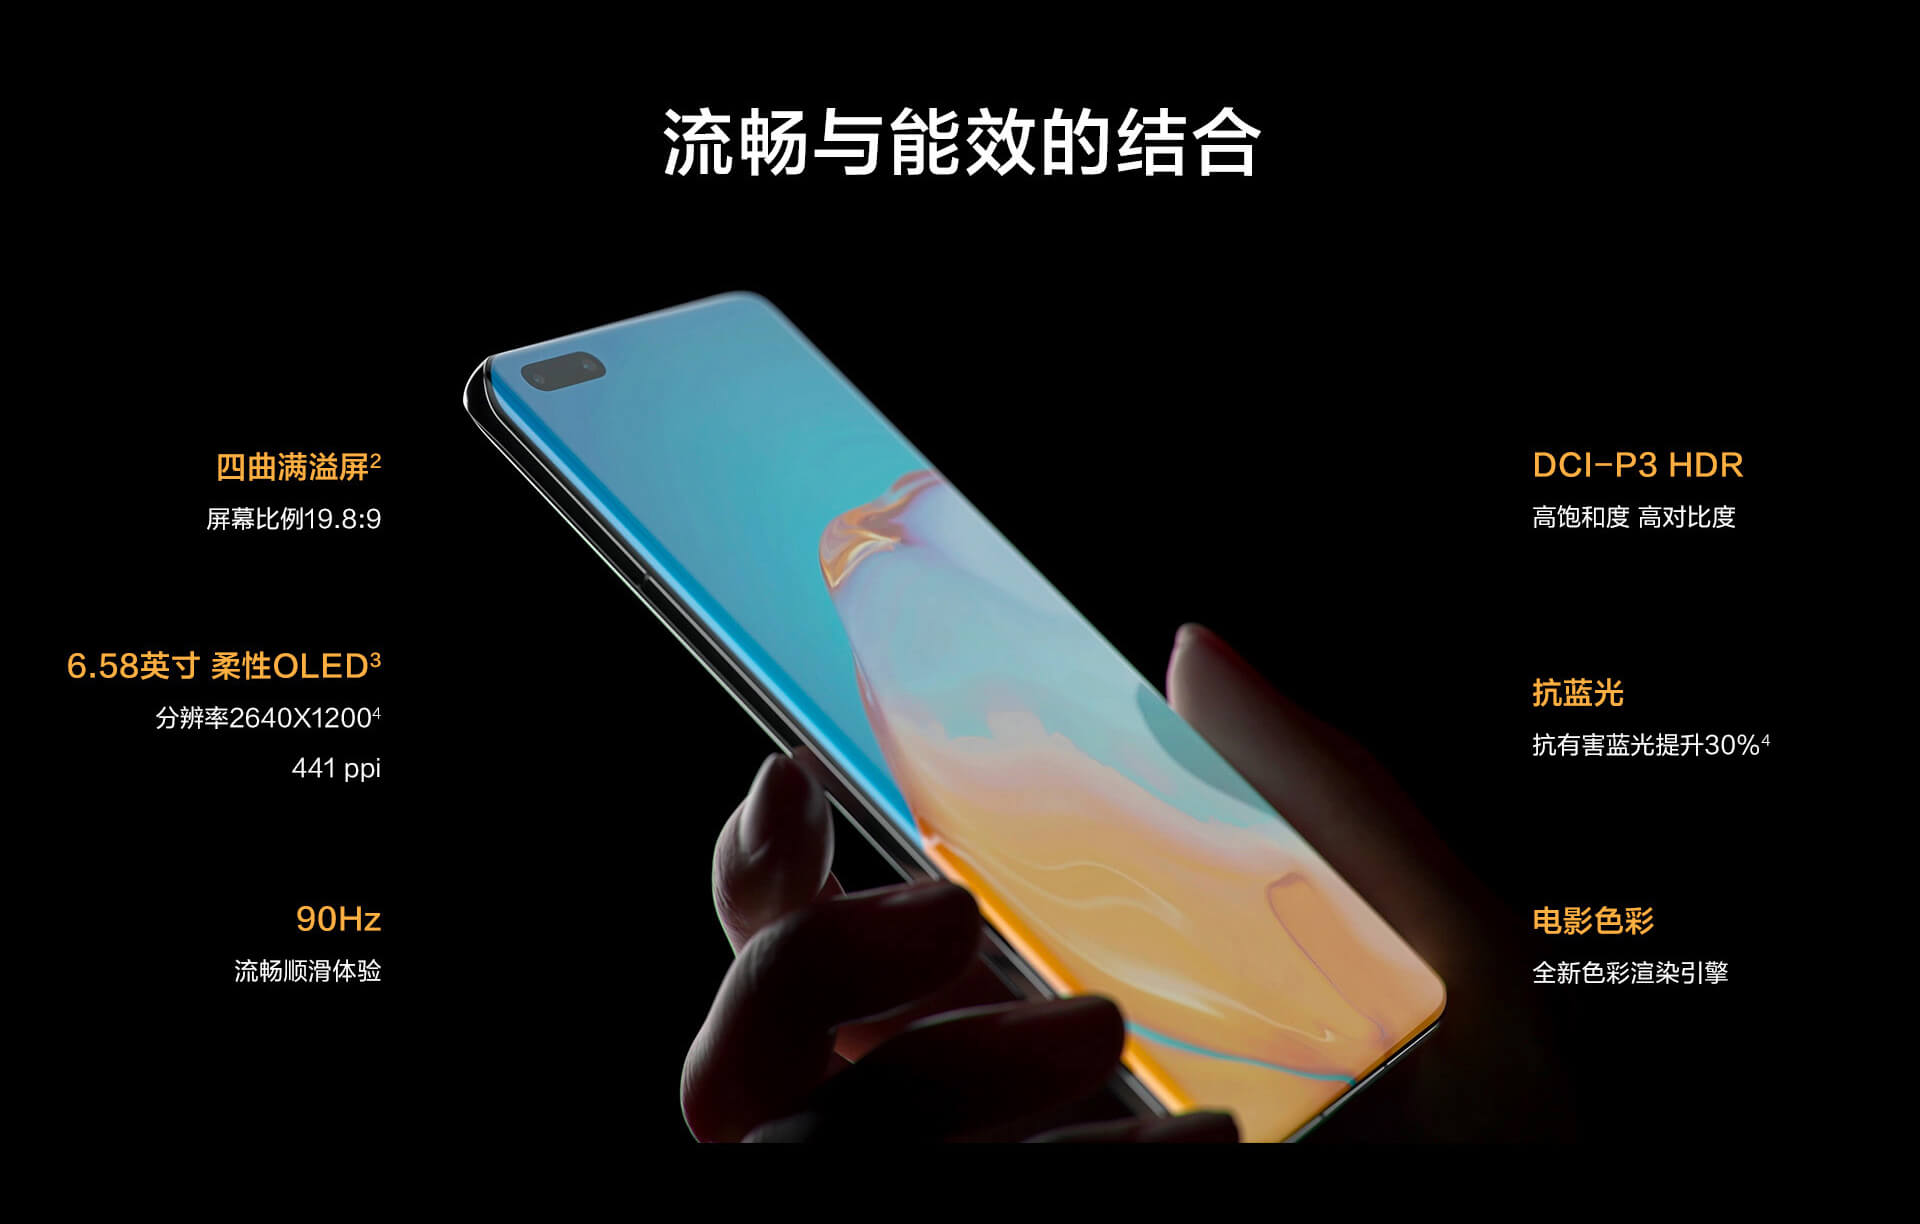 流畅与能效的结合
四曲满溢屏²
屏幕比例19.8:9
6.58英寸 柔性OLED³
分辨率2640X1200⁴
441 ppi
90Hz
流畅顺滑体验
DCI-P3 HDR
高饱和度 高对比度
抗蓝光
抗有害蓝光提升30%⁴
电影色彩
全新色彩渲染引擎